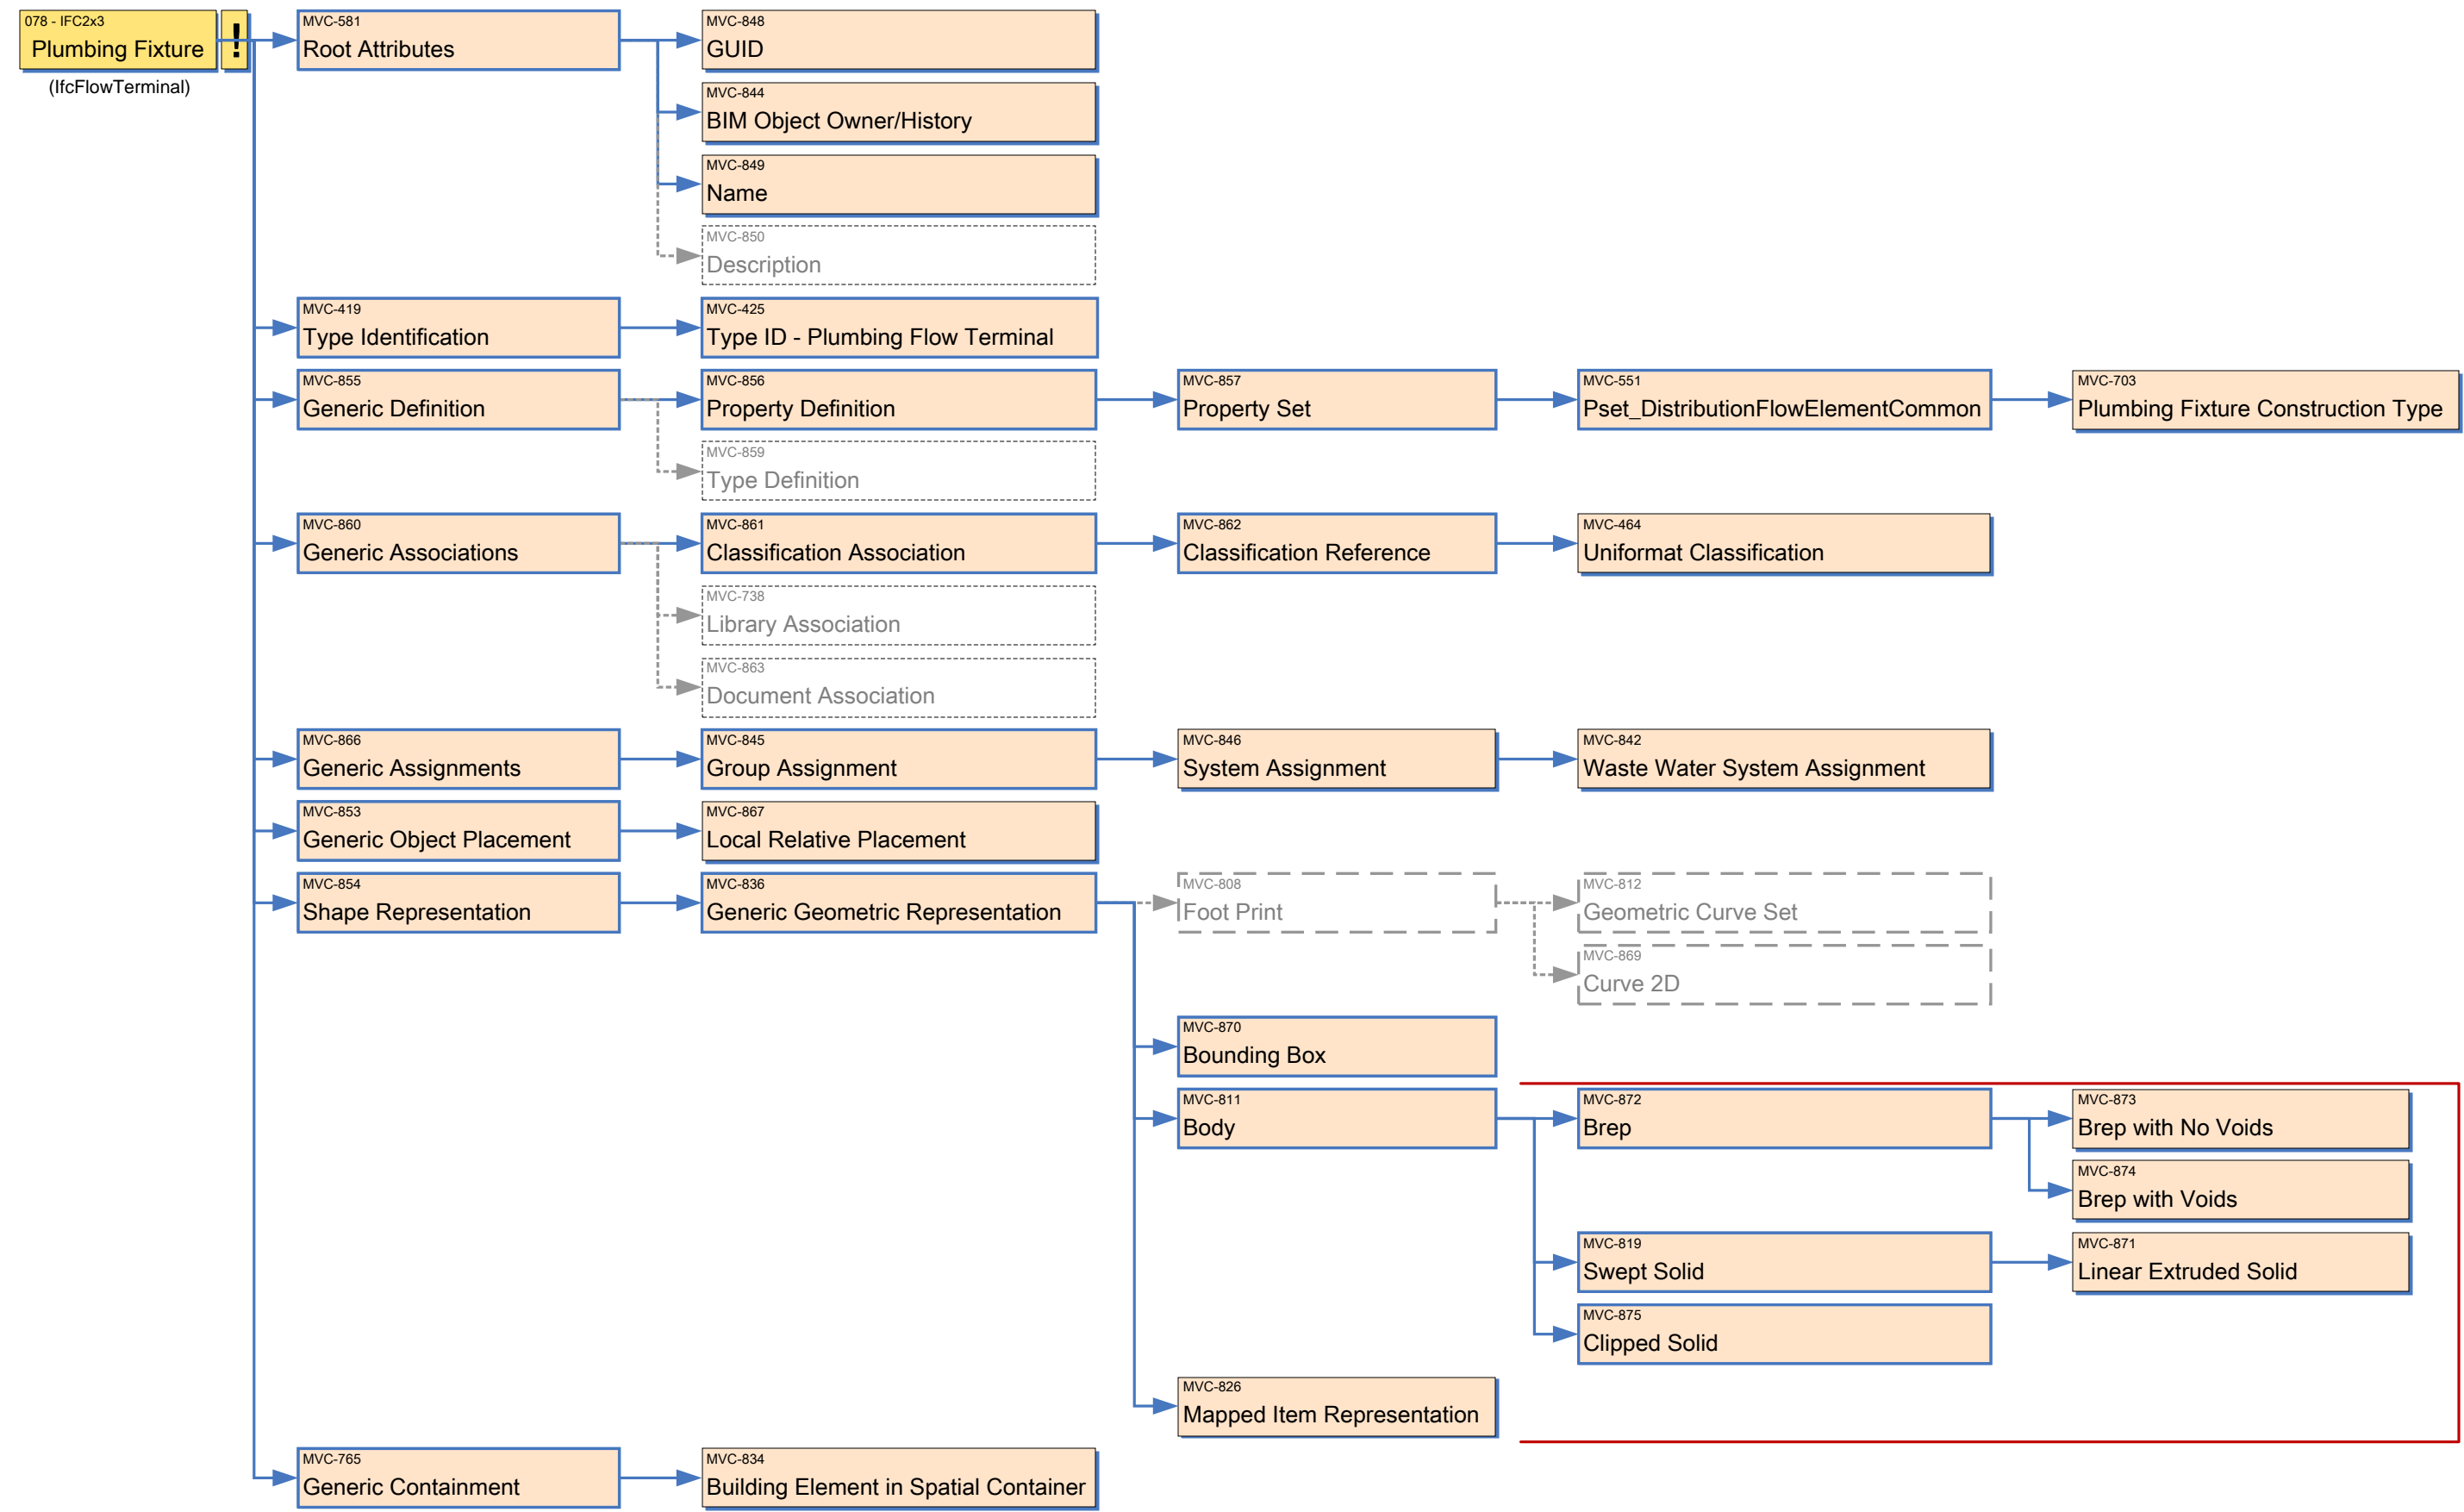 078 - IFC2x3
Plumbing Fixture
!
(IfcFlowTerminal)
MVC-581
Root Attributes
MVC-848
GUID
MVC-844
BIM Object Owner/History
MVC-849
Name
MVC-850
Description
MVC-419
Type Identification
MVC-425
Type ID - Plumbing Flow Terminal
MVC-855
Generic Definition
MVC-856
Property Definition
MVC-857
Property Set
MVC-551
Pset_DistributionFlowElementCommon
MVC-703
Plumbing Fixture Construction Type
MVC-859
Type Definition
MVC-860
Generic Associations
MVC-861
Classification Association
MVC-862
Classification Reference
MVC-464
Uniformat Classification
MVC-738
Library Association
MVC-863
Document Association
MVC-866
Generic Assignments
MVC-845
Group Assignment
MVC-846
System Assignment
MVC-842
Waste Water System Assignment
MVC-853
Generic Object Placement
MVC-867
Local Relative Placement
MVC-854
Shape Representation
MVC-836
Generic Geometric Representation
MVC-808
Foot Print
MVC-812
Geometric Curve Set
MVC-869
Curve 2D
MVC-870
Bounding Box
MVC-811
Body
MVC-872
Brep
MVC-873
Brep with No Voids
MVC-874
Brep with Voids
MVC-819
Swept Solid
MVC-871
Linear Extruded Solid
MVC-875
Clipped Solid
MVC-826
Mapped Item Representation
MVC-765
Generic Containment
MVC-834
Building Element in Spatial Container